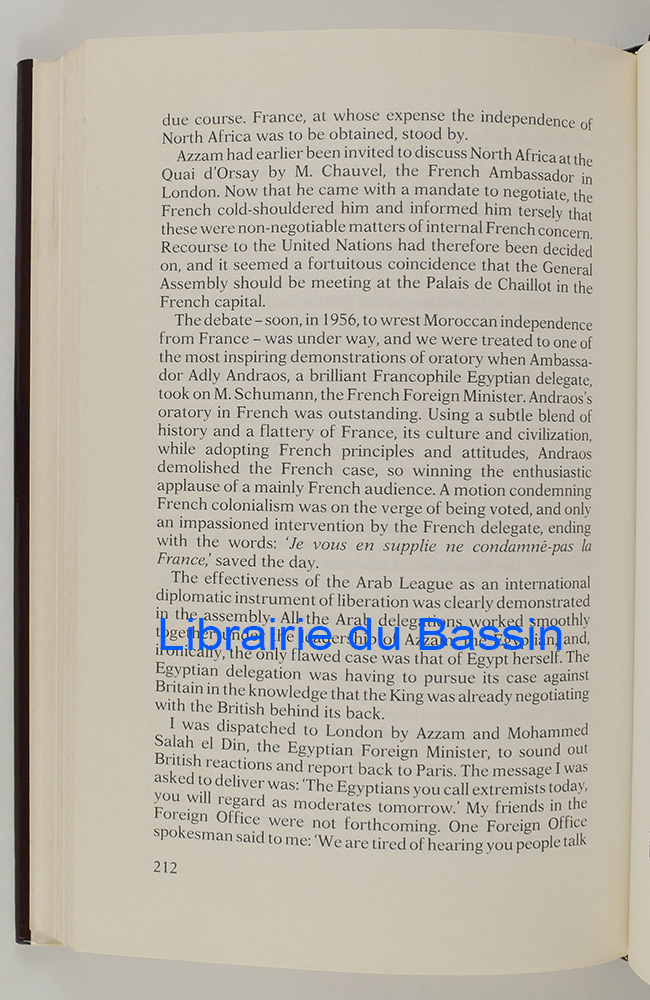 due course. France, at whose expense the independence of
North Africa was to be obtained, stood by.
Azzam had earlier been invited to discuss North Africa at the
Quai d'Orsay by M. Chauvel, the French Ambassador in
London. Now that he came with a mandate to negotiate, the
French cold-shouldered him and informed him tersely that
these were non-negotiable matters of internal French concern.
Recourse to the United Nations had therefore been decided
on, and it seemed a fortuitous coincidence that the General
Assembly should be meeting at the Palais de Chaillot in the
French capital.
The debate – soon, in 1956, to wrest Moroccan independence
from France – was under way, and we were treated to one of
the most inspiring demonstrations of oratory when Ambassa-
dor Adly Andraos, a brilliant Francophile Egyptian delegate,
took on M. Schumann, the French Foreign Minister. Andraos's
oratory in French was outstanding. Using a subtle blend of
history and a flattery of France, its culture and civilization,
while adopting French principles and attitudes, Andraos
demolished the French case, so winning the enthusiastic
applause of a mainly French audience. A motion condemning
French colonialism was on the verge of being voted, and only
an impassioned intervention by the French delegate, ending
with the words: 'Je vous en supplie ne condamné-pas la
France,' saved the day.
The effectiveness of the Arab League as an international
diplomatic instrument of liberation was clearly demonstrated
in the assembly. All the Arab delegations worked smoothly
together under the leadership of Azzam, the Egyptian, and,
ironically, the only flawed case was that of Egypt herself. The
Egyptian delegation was having to pursue its case against
Britain in the knowledge that the King was already negotiating
with the British behind its back.
I was dispatched to London by Azzam and Mohammed
Salah el Din, the Egyptian Foreign Minister, to sound out
British reactions and report back to Paris. The message I was
asked to deliver was: 'The Egyptians you call extremists today,
you will regard as moderates tomorrow.' My friends in the
Foreign Office were not forthcoming. One Foreign Office
spokesman said to me: 'We are tired of hearing you people talk
212
Librairie du Bassin